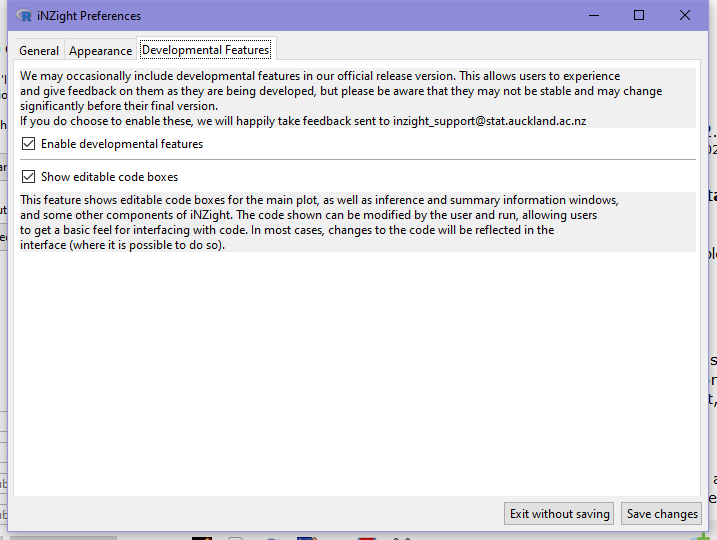 iNZight Preferences
General Appearance Developmental Features
We may occasionally include developmental features in our official release version. This allows users to experience
and give feedback on them as they are being developed, but please be aware that they may not be stable and may change
significantly before their final version.
If you do choose to enable these, we will happily take feedback sent to inzight_support@stat.auckland.ac.nz
Enable developmental features
Show editable code boxes
This feature shows editable code boxes for the main plot, as well as inference and summary information windows,
and some other components of iNZight. The code shown can be modified by the user and run, allowing users
to get a basic feel for interfacing with code. In most cases, changes to the code will be reflected in the
interface (where it is possible to do so).
Exit without saving Save changes